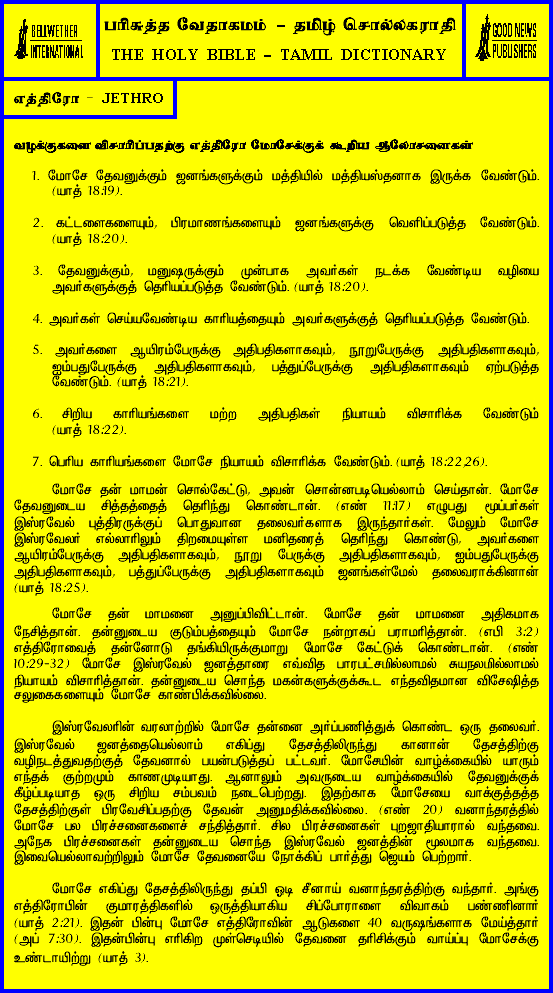 BELLWETHER
INTERNATIONAL
பரிசுத்த வேதாகமம் - தமிழ் சொல்லகராதி
THE HOLY BIBLE - TAMIL DICTIONARY
GOOD NEWS
PUBLISHERS
எத்திரோ - JETHRO
வழக்குகளை விசாரிப்பதற்கு எத்திரோ மோசேக்குக் கூறிய ஆலோசனைகள்
1. மோசே தேவனுக்கும் ஜனங்களுக்கும் மத்தியில் மத்தியஸ்தனாக இருக்க வேண்டும்.
(யாத் 18:19).
2. கட்டளைகளையும், பிரமாணங்களையும் ஜனங்களுக்கு வெளிப்படுத்த வேண்டும்.
(யாத் 18:20).
3. தேவனுக்கும், மனுஷருக்கும் முன்பாக அவர்கள் நடக்க வேண்டிய வழியை
அவர்களுக்குத் தெரியப்படுத்த வேண்டும். (யாத் 18:20).
4. அவர்கள் செய்யவேண்டிய காரியத்தையும் அவர்களுக்குத் தெரியப்படுத்த வேண்டும்.
5. அவர்களை ஆயிரம்பேருக்கு அதிபதிகளாகவும், நூறுபேருக்கு அதிபதிகளாகவும்,
ஐம்பதுபேருக்கு அதிபதிகளாகவும், பத்துப்பேருக்கு அதிபதிகளாகவும் ஏற்படுத்த
வேண்டும். (யாத் 18:21).
6. சிறிய காரியங்களை மற்ற அதிபதிகள் நியாயம் விசாரிக்க வேண்டும்
(யாத் 18:22).
7. பெரிய காரியங்களை மோசே நியாயம் விசாரிக்க வேண்டும். (யாத் 18:22,26).
மோசே தன் மாமன் சொல்கேட்டு, அவன் சொன்னபடியெல்லாம் செய்தான். மோசே
தேவனுடைய சித்தத்தைத் தெரிந்து கொண்டான். (எண் 11:17) எழுபது மூப்பர்கள்
இஸ்ரவேல் புத்திரருக்குப் பொதுவான தலைவர்களாக இருந்தார்கள். மேலும் மோசே
இஸ்ரவேலர் எல்லாரிலும் திறமையுள்ள மனிதரைத் தெரிந்து கொண்டு, அவர்களை
ஆயிரம்பேருக்கு அதிபதிகளாகவும், நூறு பேருக்கு அதிபதிகளாகவும், ஐம்பதுபேருக்கு
அதிபதிகளாகவும், பத்துப்பேருக்கு அதிபதிகளாகவும் ஜனங்கள்மேல் தலைவராக்கினான்
(யாத் 18:25).
மோசே தன் மாமனை அனுப்பிவிட்டான். மோசே தன் மாமனை அதிகமாக
நேசித்தான். தன்னுடைய குடும்பத்தையும் மோசே நன்றாகப் பராமரித்தான். (எபி 3:2)
எத்திரோவைத் தன்னோடு தங்கியிருக்குமாறு மோசே கேட்டுக் கொண்டான். (எண்
10:29-32) மோசே இஸ்ரவேல் ஜனத்தாரை எவ்வித பாரபட்சமில்லாமல் சுயநலமில்லாமல்
நியாயம் விசாரித்தான். தன்னுடைய சொந்த மகன்களுக்குக்கூட எந்தவிதமான விசேஷித்த
சலுகைகளையும் மோசே காண்பிக்கவில்லை.
இஸ்ரவேலரின் வரலாற்றில் மோசே தன்னை அர்ப்பணித்துக் கொண்ட ஒரு தலைவர்.
இஸ்ரவேல் ஜனத்தையெல்லாம் எகிப்து தேசத்திலிருந்து கானான் தேசத்திற்கு
வழிநடத்துவதற்குத் தேவனால் பயன்படுத்தப் பட்டவர். மோசேயின் வாழ்க்கையில் யாரும்
எந்தக் குற்றமும் காணமுடியாது. ஆனாலும் அவருடைய வாழ்க்கையில் தேவனுக்குக்
கீழ்ப்படியாத ஒரு சிறிய சம்பவம் நடைபெற்றது. இதற்காக மோசேயை வாக்குத்தத்த
தேசத்திற்குள் பிரவேசிப்பதற்கு தேவன் அனுமதிக்கவில்லை. (எண் 20) வனாந்தரத்தில்
மோசே பல பிரச்சனைகளைச் சந்தித்தார். சில பிரச்சனைகள் புறஜாதியாரால் வந்தவை.
அநேக பிரச்சனைகள் தன்னுடைய சொந்த இஸ்ரவேல் ஜனத்தின் மூலமாக வந்தவை.
இவையெல்லாவற்றிலும் மோசே தேவனையே நோக்கிப் பார்த்து ஜெயம் பெற்றார்.
மோசே எகிப்து தேசத்திலிருந்து தப்பி ஓடி சீனாய் வனாந்தரத்திற்கு வந்தார். அங்கு
எத்திரோபின் குமாரத்திகளில் ஒருத்தியாகிய சிப்போராளை விவாகம் பண்ணினார்
(யாத் 2:21). இதன் பின்பு மோசே எத்திரோவின் ஆடுகளை 40 வருஷங்களாக மேய்த்தார்
(அப் 7:30). இதன்பின்பு எரிகிற முள்செடியில் தேவனை தரிசிக்கும் வாய்ப்பு மோசேக்கு
உண்டாயிற்று (யாத் 3).